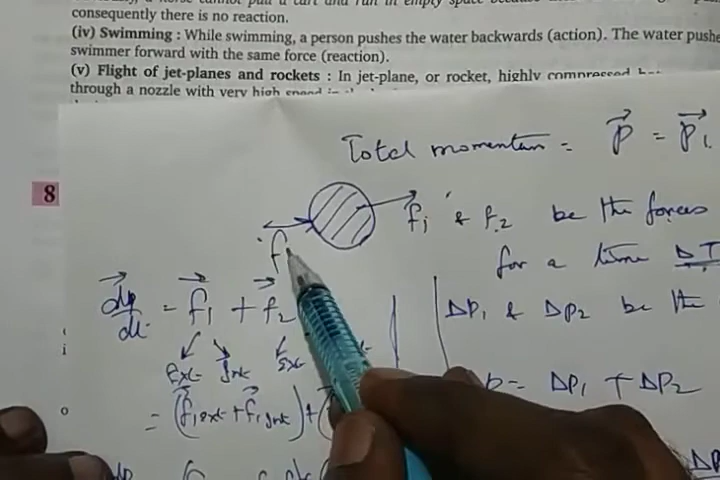 consequently there is no reaction.
(iv) Swimming : While swimming, a person pushes the water backwards (action). The water pushe
swimmer forward with the same force (reaction).
(v) Flight of jet-planes and rockets : In jet-plane, or rocket, highly compressed
through a nozzle with very high speed
8
Total momentum = p⃗ = p⃗₁
f⃗₁ & f₂ be the forces
f
for a time ΔT
d⃗p/dt = f⃗₁ + f⃗₂
ΔP₁ & ΔP₂ be the
Ext Int Ext
= (f⃗₁ext + f⃗₁Int) + (
p = ΔP₁ + ΔP₂
dp
ΔP